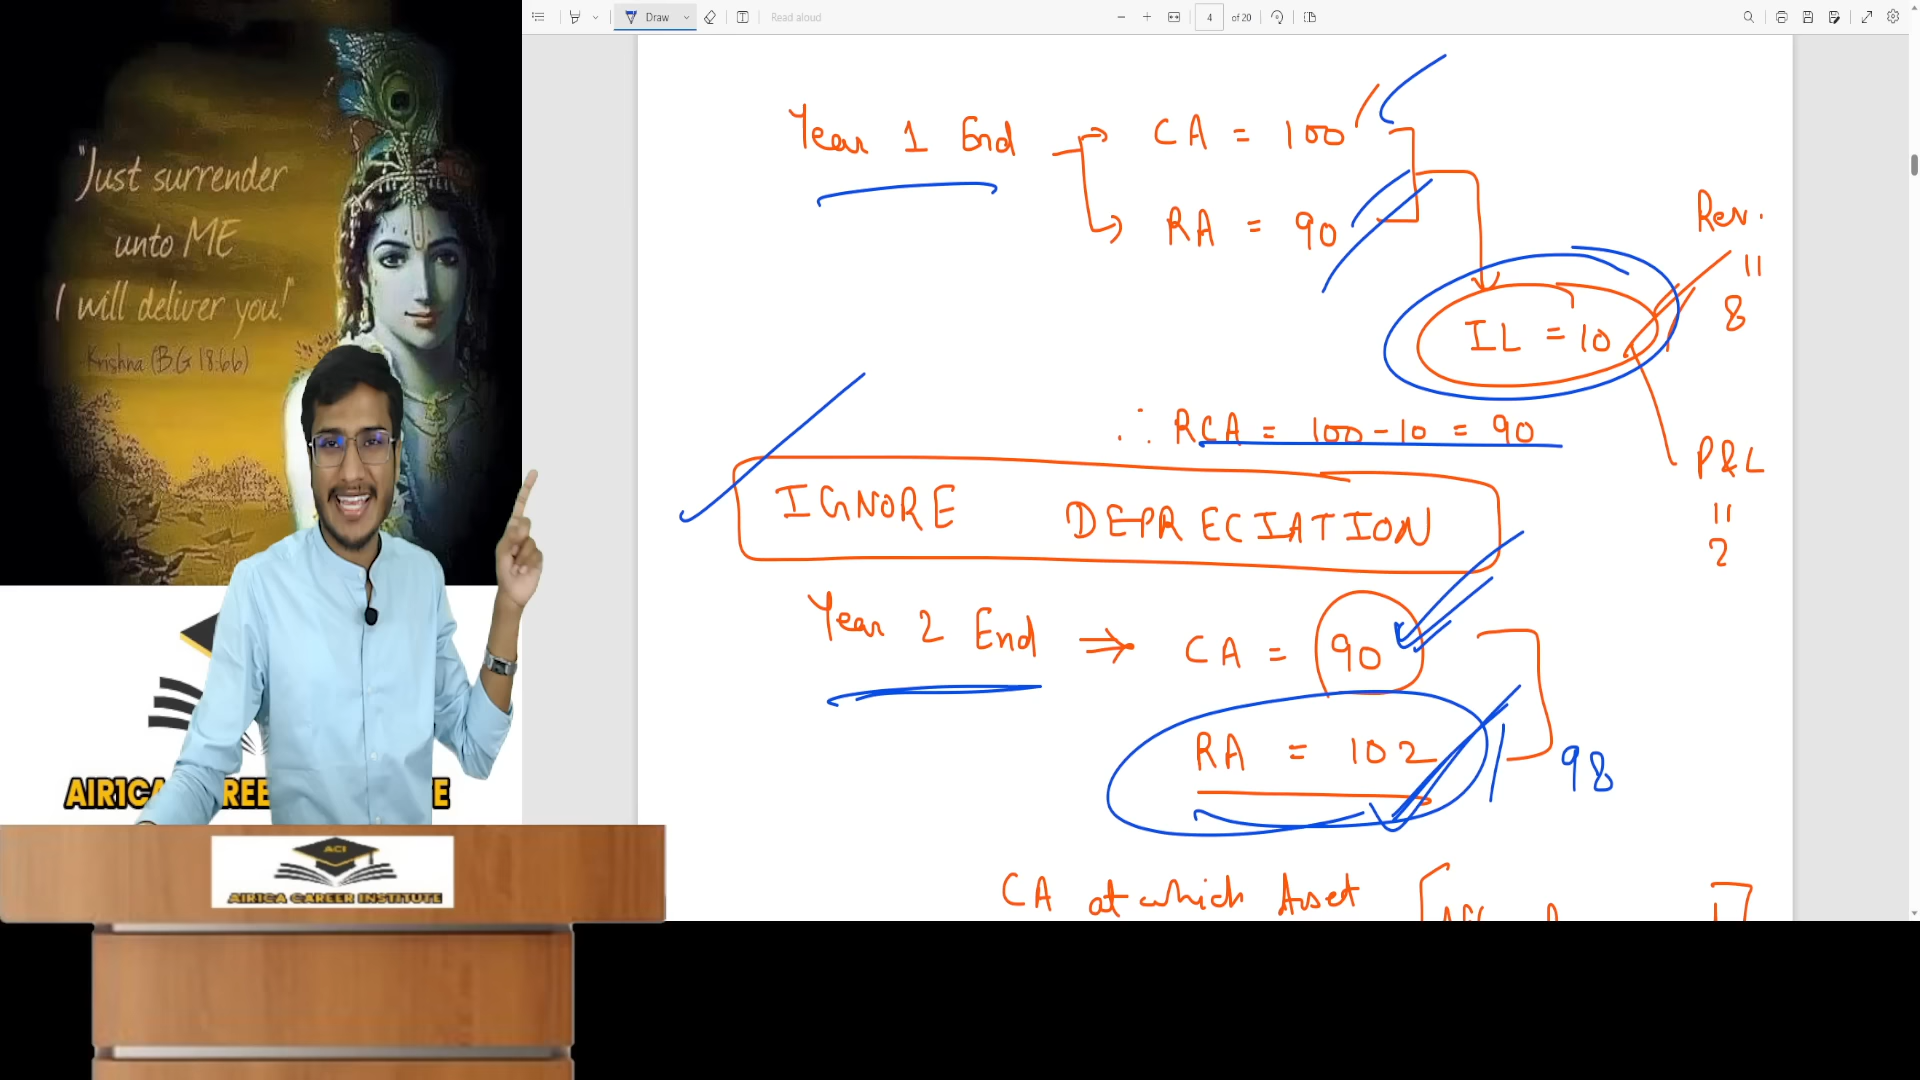 Draw
Read aloud
4
of 20
"Just surrender
unto ME
I will deliver you!"
Krishna (B.G 18:66)
AIR1CA
ACI
AIR1CA CAREER INSTITUTE
Year 1 End
CA = 100
RA = 90
Rev.
11
8
IL = 10
∴ RCA = 100 - 10 = 90
P&L
11
2
IGNORE DEPRECIATION
Year 2 End ⇒ CA = 90
RA = 102
98
CA at which Asset